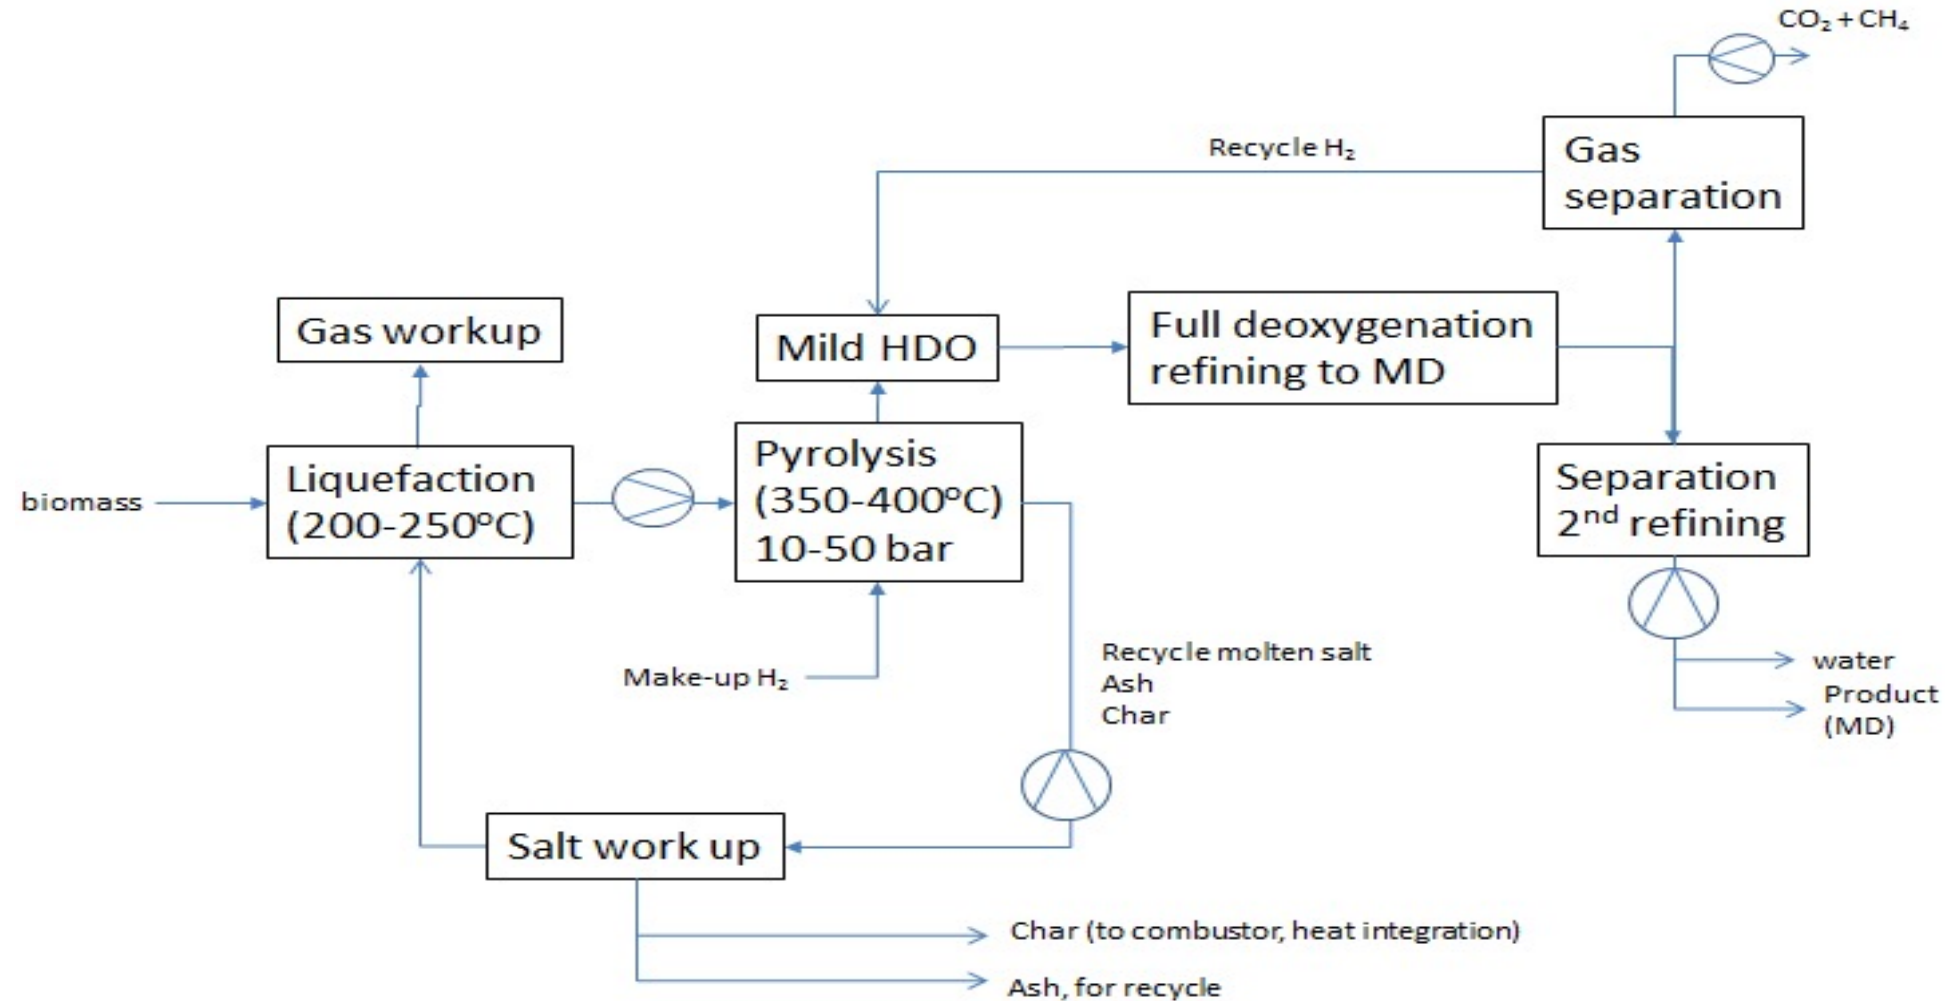 CO₂ + CH₄
Recycle H₂
Gas
separation
Gas workup
Mild HDO
Full deoxygenation
refining to MD
biomass
Liquefaction
(200-250ºC)
Pyrolysis
(350-400ºC)
10-50 bar
Separation
2ⁿᵈ refining
Make-up H₂
Recycle molten salt
Ash
Char
water
Product
(MD)
Salt work up
Char (to combustor, heat integration)
Ash, for recycle